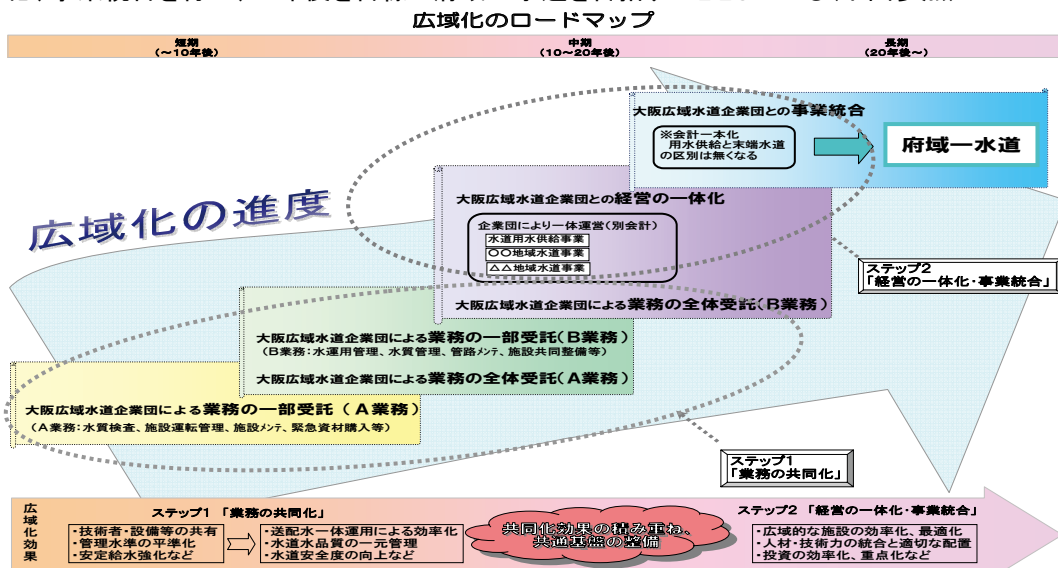 広域化のロードマップ
短期
(～10年後)
中期
(10～20年後)
長期
(20年後～)
大阪広域水道企業団との事業統合
※会計一本化
用水供給と末端水道
の区別は無くなる
府域一水道
広域化の進度
大阪広域水道企業団との経営の一体化
企業団により一体運営(別会計)
水道用水供給事業
〇〇地域水道事業
△△地域水道事業
大阪広域水道企業団による業務の全体受託(B業務)
ステップ2
「経営の一体化・事業統合」
大阪広域水道企業団による業務の一部受託(B業務)
(B業務:水運用管理、水質管理、管路メンテ、施設共同整備等)
大阪広域水道企業団による業務の全体受託(A業務)
大阪広域水道企業団による業務の一部受託(A業務)
(A業務:水質検査、施設運転管理、施設メンテ、緊急資材購入等)
ステップ1
「業務の共同化」
広域化効果
ステップ1 「業務の共同化」
・技術者・設備等の共有
・管理水準の平準化
・安定給水強化など
・送配水一体運用による効率化
・水道水品質の一元管理
・水道安全度の向上など
共同化効果の積み重ね、
共通基盤の整備
ステップ2 「経営の一体化・事業統合」
・広域的な施設の効率化、最適化
・人材・技術力の統合と適切な配置
・投資の効率化、重点化など